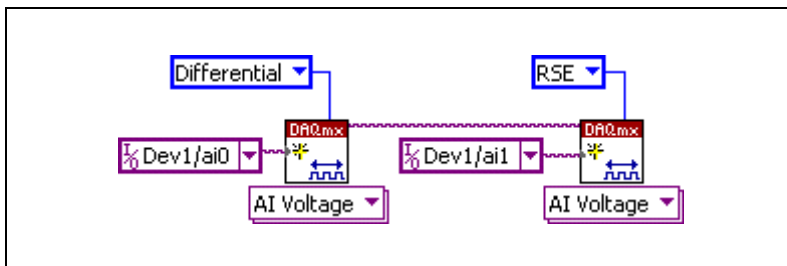 Differential
RSE
DAQmx
DAQmx
I/O Dev1/ai0
I/O Dev1/ai1
AI Voltage
AI Voltage